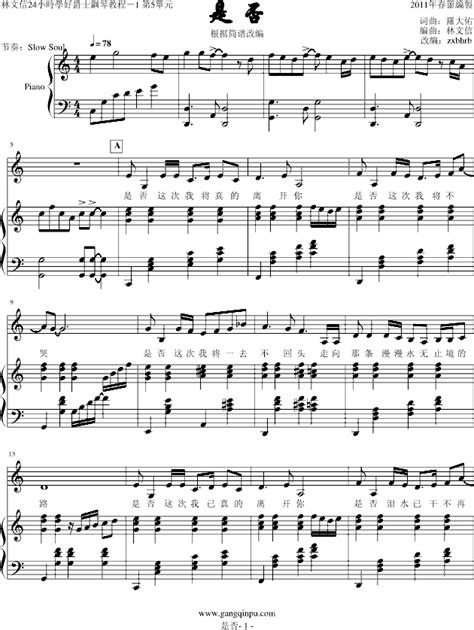 林文信24小時學好爵士鋼琴教程－1 第5單元
是否
2011年春節編製
根据简谱改编
词曲：羅大佑
编曲：林文信
改编：zxbhrb
节奏：Slow Soul
= 78
Piano
5
A
是 否 这 次 我 将 真 的 离 开 你 是 否 这 次 我 将 不
9
哭 是 否 这 次 我 将 一 去 不 回 头 走 向 那 条 漫 漫 水 无 止 境 的
13
路 是 否 这 次 我 已 真 的 离 开 你 是 否 泪 水 已 干 不 再
www.gangqinpu.com
是否- 1 -